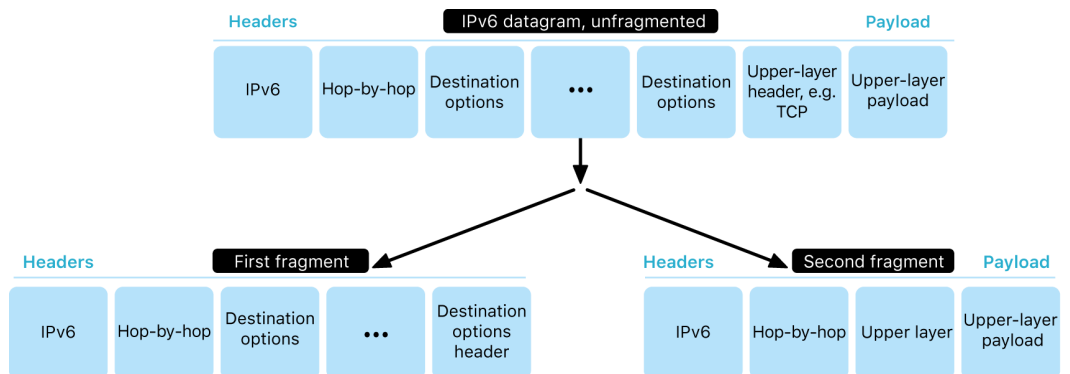 Headers
IPv6 datagram, unfragmented
Payload
IPv6
Hop-by-hop
Destination
options
•••
Destination
options
Upper-layer
header, e.g.
TCP
Upper-layer
payload
Headers
First fragment
IPv6
Hop-by-hop
Destination
options
•••
Destination
options
header
Headers
Second fragment
Payload
IPv6
Hop-by-hop
Upper layer
Upper-layer
payload